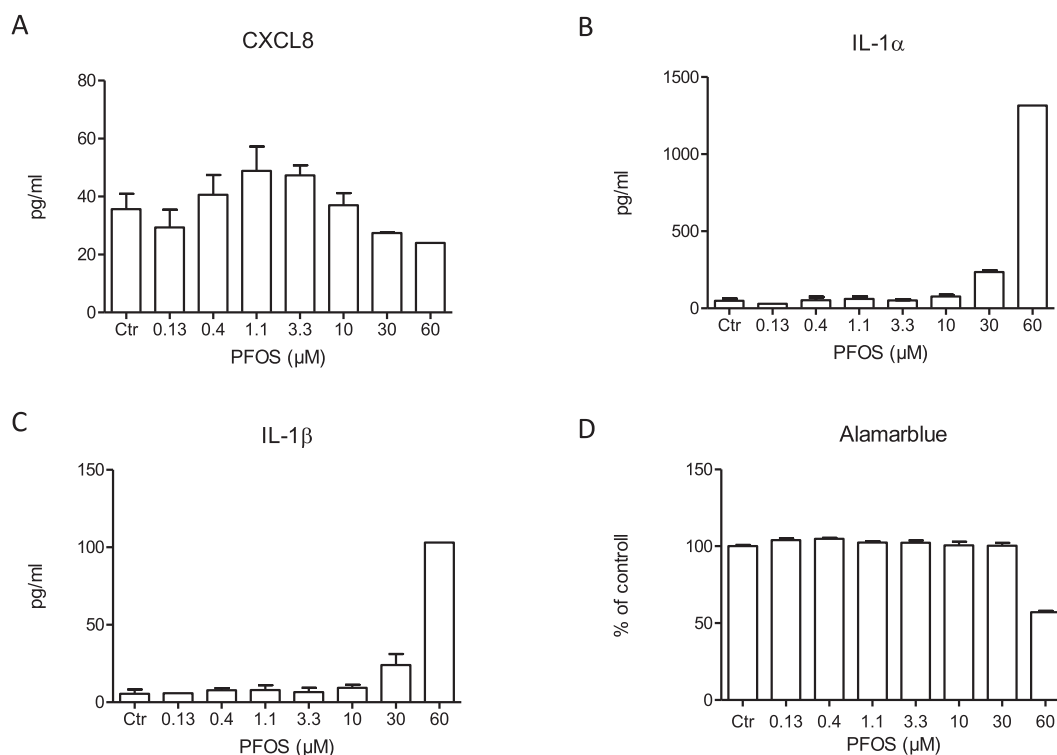 A
CXCL8
80
60
40
20
0
pg/ml
Ctr 0.13 0.4 1.1 3.3 10 30 60
PFOS (µM)
B
IL-1α
1500
1000
500
0
pg/ml
Ctr 0.13 0.4 1.1 3.3 10 30 60
PFOS (µM)
C
IL-1β
150
100
50
0
pg/ml
Ctr 0.13 0.4 1.1 3.3 10 30 60
PFOS (µM)
D
Alamarblue
150
100
50
0
% of controll
Ctr 0.13 0.4 1.1 3.3 10 30 60
PFOS (µM)